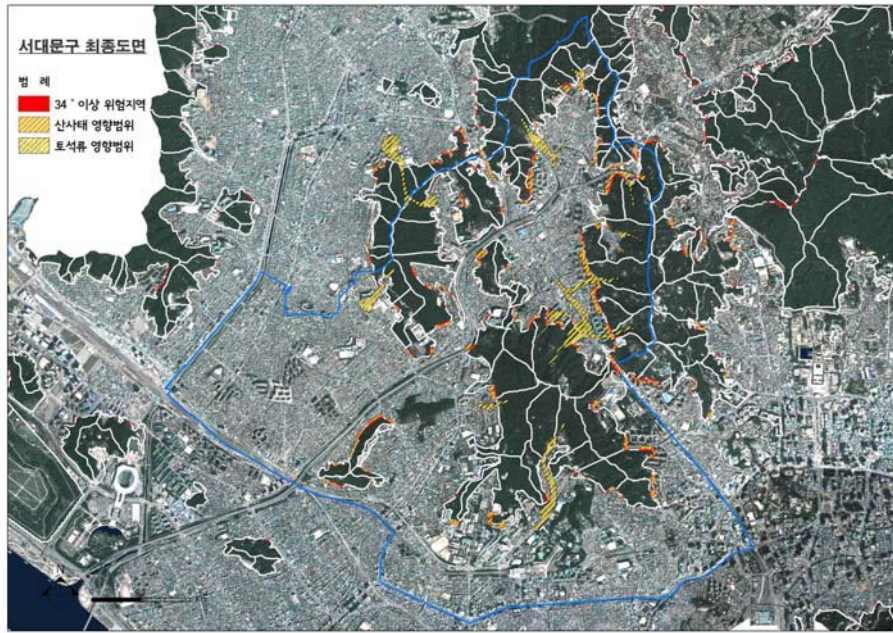 서대문구 최종도면
범 례
34˚이상 위험지역
산사태 영향범위
토석류 영향범위